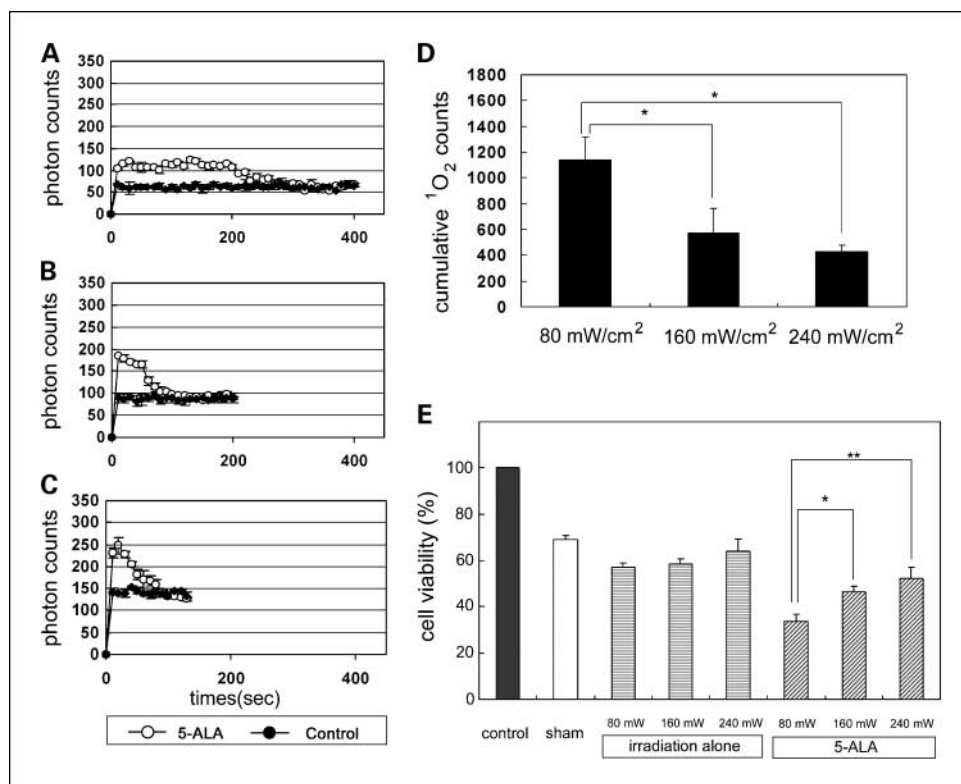 A
photon counts
350
300
250
200
150
100
50
0
0 200 400
B
photon counts
350
300
250
200
150
100
50
0
0 200 400
C
photon counts
350
300
250
200
150
100
50
0
0 200 400
times(sec)
5-ALA Control
D
cumulative ¹O₂ counts
1800
1600
1400
1200
1000
800
600
400
200
0
*
*
80 mW/cm² 160 mW/cm² 240 mW/cm²
E
cell viability (%)
100
80
60
40
20
0
**
*
control sham 80 mW 160 mW 240 mW 80 mW 160 mW 240 mW
irradiation alone 5-ALA